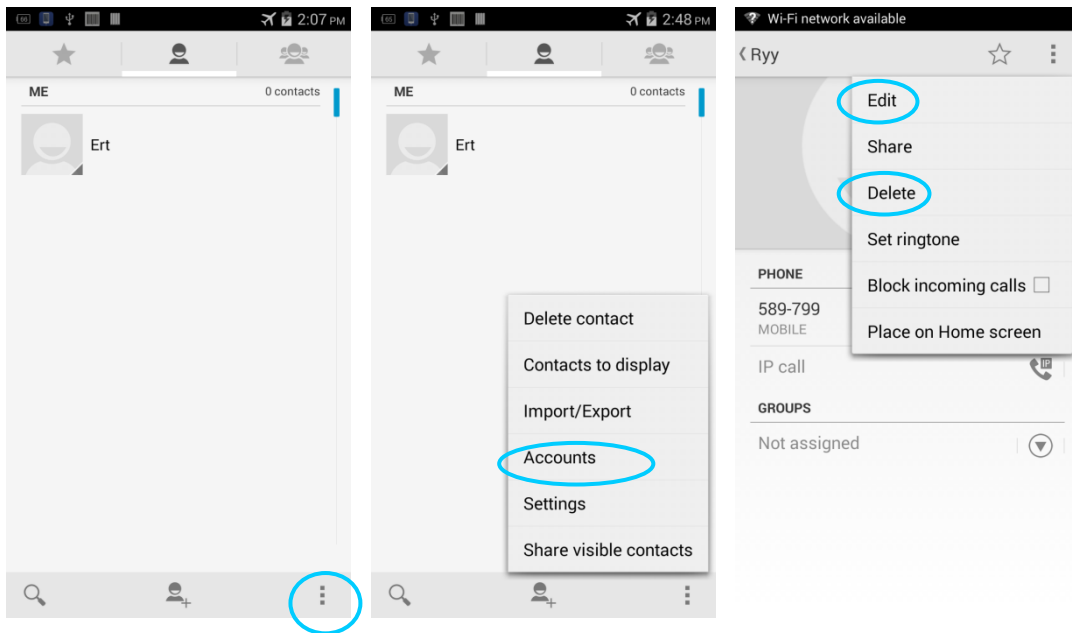 2:07 PM
ME 0 contacts
Ert
2:48 PM
ME 0 contacts
Ert
Delete contact
Contacts to display
Import/Export
Accounts
Settings
Share visible contacts
Wi-Fi network available
Ryy
Edit
Share
Delete
Set ringtone
Block incoming calls
Place on Home screen
PHONE
589-799
MOBILE
IP call
IP
GROUPS
Not assigned